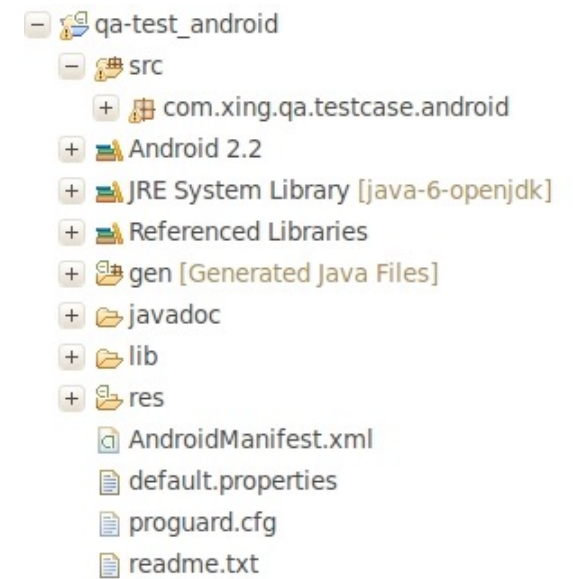 qa-test_android
src
com.xing.qa.testcase.android
Android 2.2
JRE System Library [java-6-openjdk]
Referenced Libraries
gen [Generated Java Files]
javadoc
lib
res
AndroidManifest.xml
default.properties
proguard.cfg
readme.txt